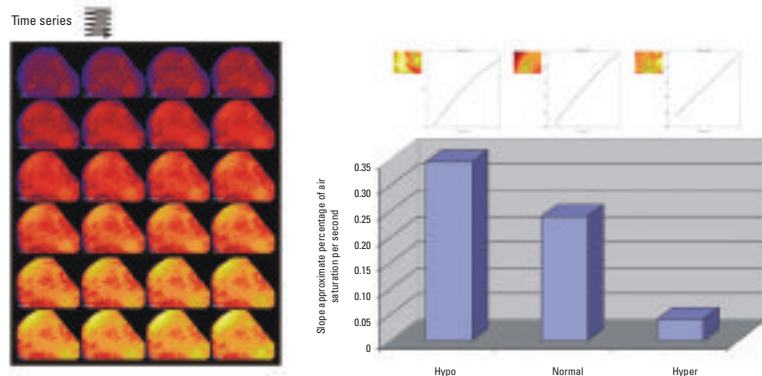 Time series
Slope approximate percentage of air
saturation per second
0.35
0.30
0.25
0.20
0.15
0.10
0.05
0
Hypo
Normal
Hyper